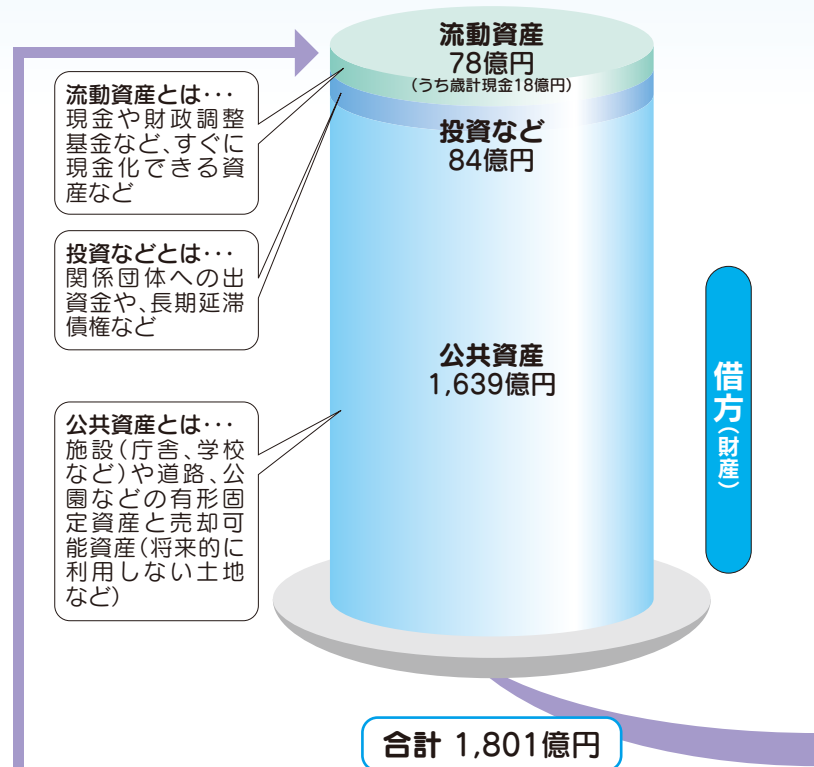 流動資産
78億円
(うち歳計現金18億円)
流動資産とは…
現金や財政調整
基金など、すぐに
現金化できる資
産など
投資など
84億円
投資などとは…
関係団体への出
資金や、長期延滞
債権など
公共資産
1,639億円
公共資産とは…
施設(庁舎、学校
など)や道路、公
園などの有形固
定資産と売却可
能資産(将来的に
利用しない土地
など)
借方(財産)
合計 1,801億円